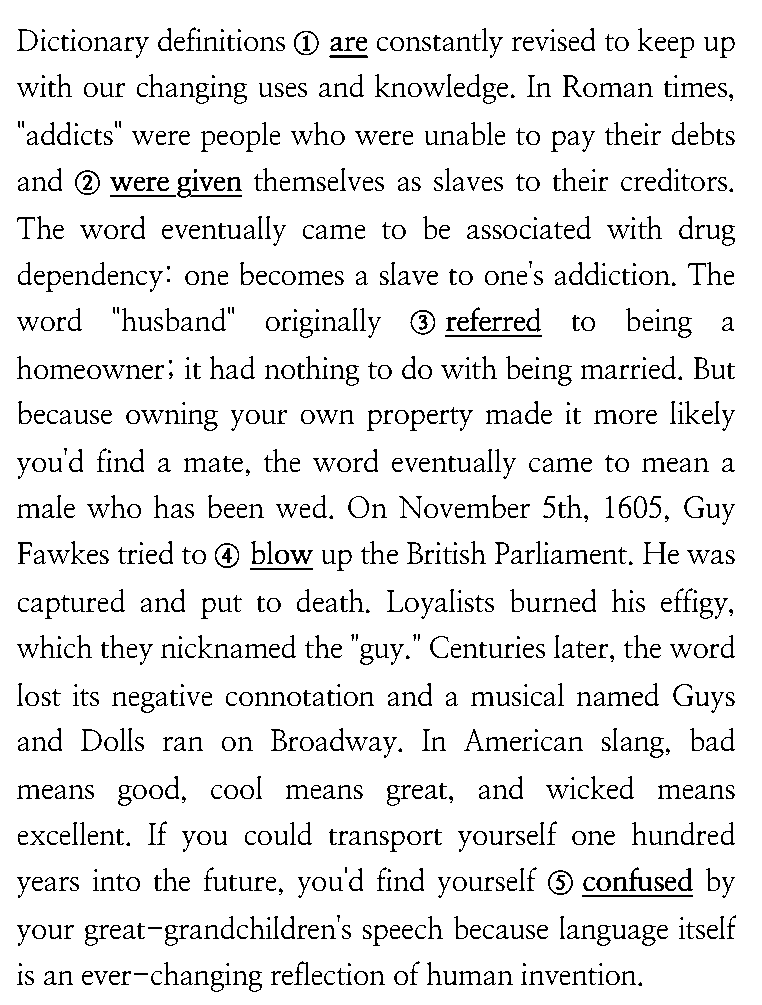 Dictionary definitions ① are constantly revised to keep up
with our changing uses and knowledge. In Roman times,
"addicts" were people who were unable to pay their debts
and ② were given themselves as slaves to their creditors.
The word eventually came to be associated with drug
dependency: one becomes a slave to one's addiction. The
word "husband" originally ③ referred to being a
homeowner; it had nothing to do with being married. But
because owning your own property made it more likely
you'd find a mate, the word eventually came to mean a
male who has been wed. On November 5th, 1605, Guy
Fawkes tried to ④ blow up the British Parliament. He was
captured and put to death. Loyalists burned his effigy,
which they nicknamed the "guy." Centuries later, the word
lost its negative connotation and a musical named Guys
and Dolls ran on Broadway. In American slang, bad
means good, cool means great, and wicked means
excellent. If you could transport yourself one hundred
years into the future, you'd find yourself ⑤ confused by
your great-grandchildren's speech because language itself
is an ever-changing reflection of human invention.